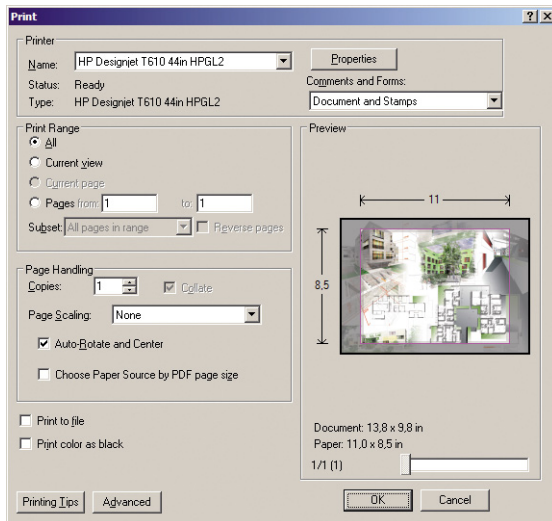 Print
Printer
Name: HP Designjet T610 44in HPGL2
Properties
Status: Ready
Comments and Forms:
Type: HP Designjet T610 44in HPGL2
Document and Stamps
Print Range
All
Current view
Current page
Pages from: 1 to: 1
Subset: All pages in range Reverse pages
Page Handling
Copies: 1 Collate
Page Scaling: None
Auto-Rotate and Center
Choose Paper Source by PDF page size
Print to file
Print color as black
Preview
11
8,5
Document: 13,8 x 9,8 in
Paper: 11,0 x 8,5 in
1/1 (1)
Printing Tips Advanced OK Cancel